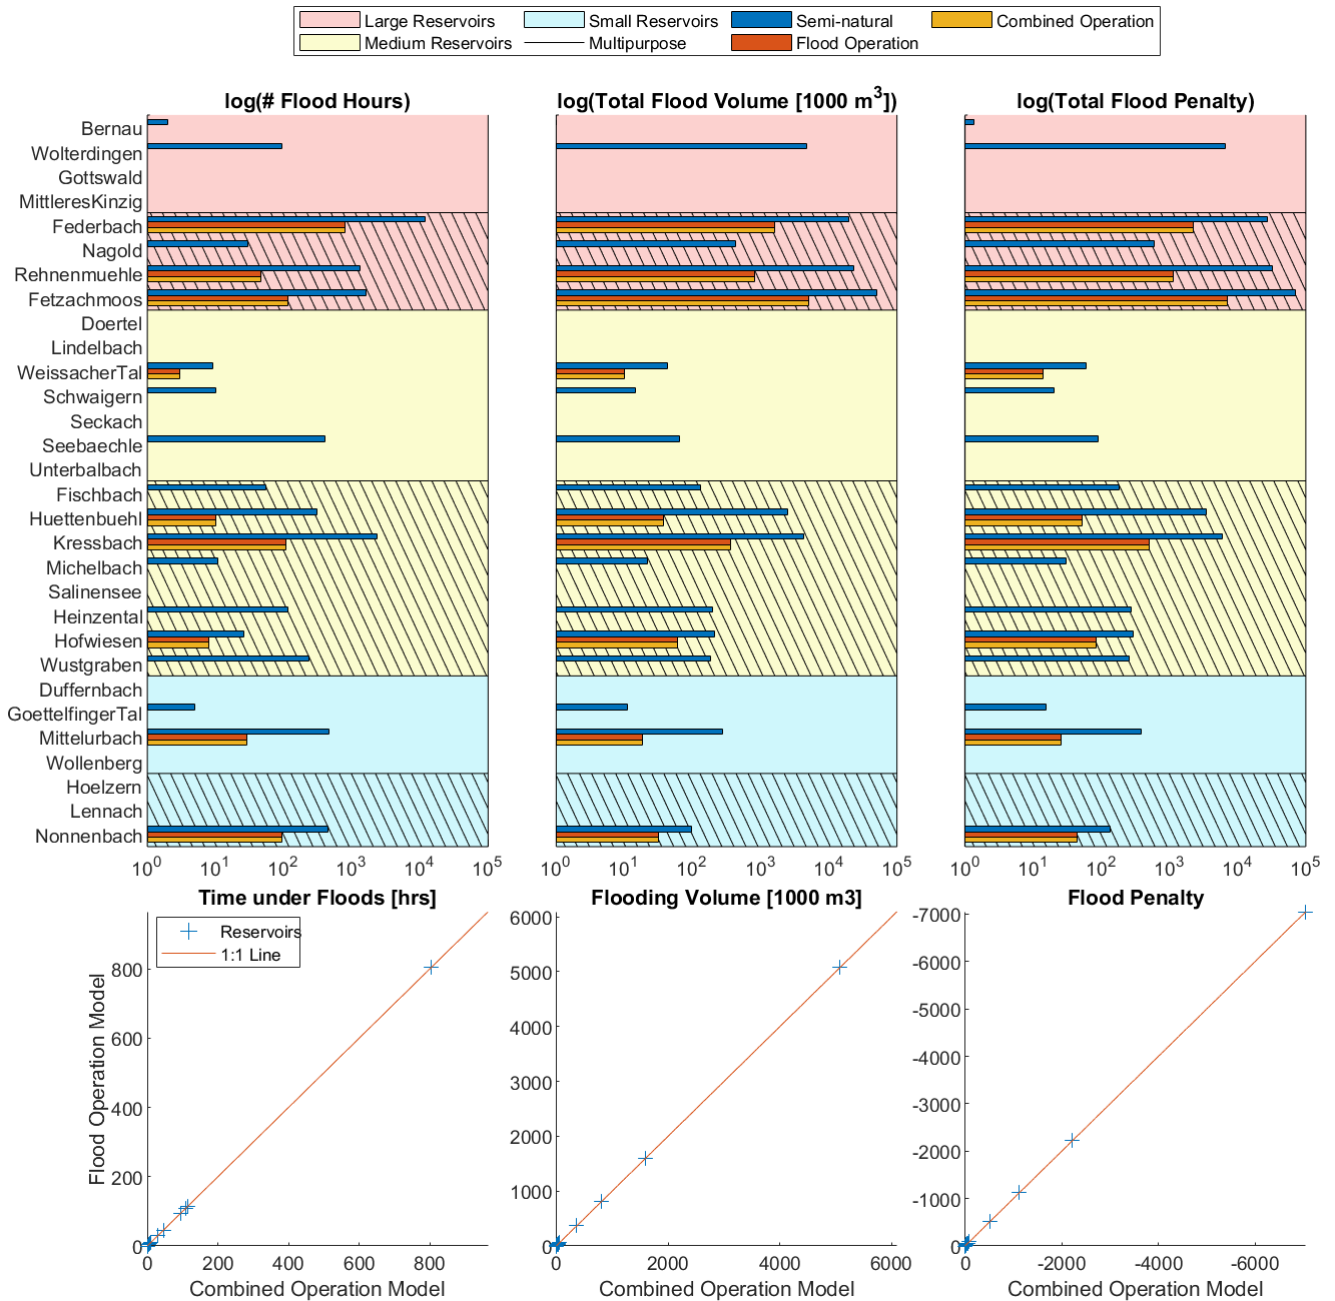 Large Reservoirs Small Reservoirs Semi-natural Combined Operation
Medium Reservoirs Multipurpose Flood Operation
log(# Flood Hours) log(Total Flood Volume [1000 m³]) log(Total Flood Penalty)
Bernau
Wolterdingen
Gottswald
MittleresKinzig
Federbach
Nagold
Rehnenmuehle
Fetzachmoos
Doertel
Lindelbach
WeissacherTal
Schwaigern
Seckach
Seebaechle
Unterbalbach
Fischbach
Huettenbuehl
Kressbach
Michelbach
Salinensee
Heinzental
Hofwiesen
Wustgraben
Duffernbach
GoettelfingerTal
Mittelurbach
Wollenberg
Hoelzern
Lennach
Nonnenbach
10⁰ 10¹ 10² 10³ 10⁴ 10⁵ 10⁰ 10¹ 10² 10³ 10⁴ 10⁵ 10⁰ 10¹ 10² 10³ 10⁴ 10⁵
Time under Floods [hrs] Flooding Volume [1000 m3] Flood Penalty
Reservoirs
1:1 Line
Flood Operation Model
800
600
400
200
0
0 200 400 600 800
Combined Operation Model
6000
5000
4000
3000
2000
1000
0
0 2000 4000 6000
Combined Operation Model
-7000
-6000
-5000
-4000
-3000
-2000
-1000
0
0 -2000 -4000 -6000
Combined Operation Model